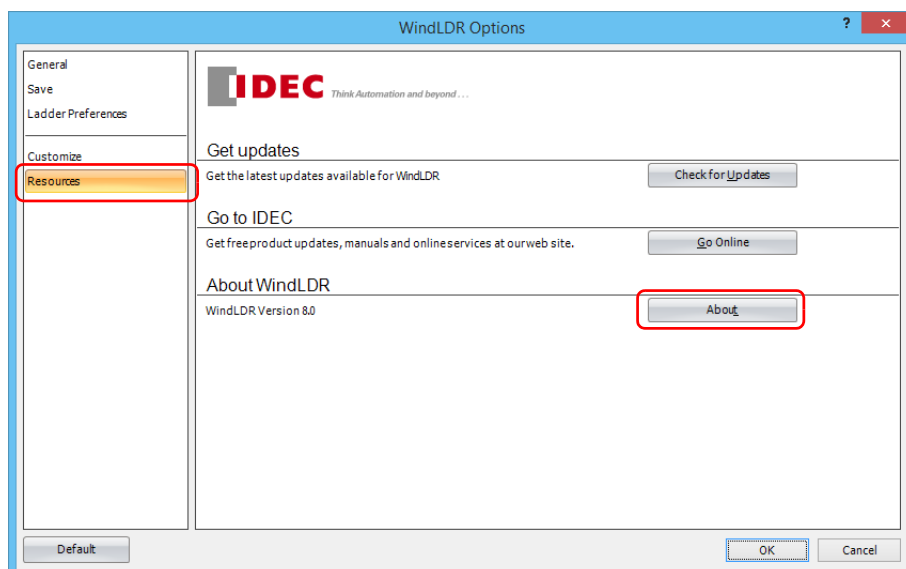 WindLDR Options
?
General
Save
Ladder Preferences
Customize
Resources
IDEC Think Automation and beyond...
Get updates
Get the latest updates available for WindLDR
Check for Updates
Go to IDEC
Get free product updates, manuals and online services at our web site.
Go Online
About WindLDR
WindLDR Version 8.0
About
Default
OK
Cancel